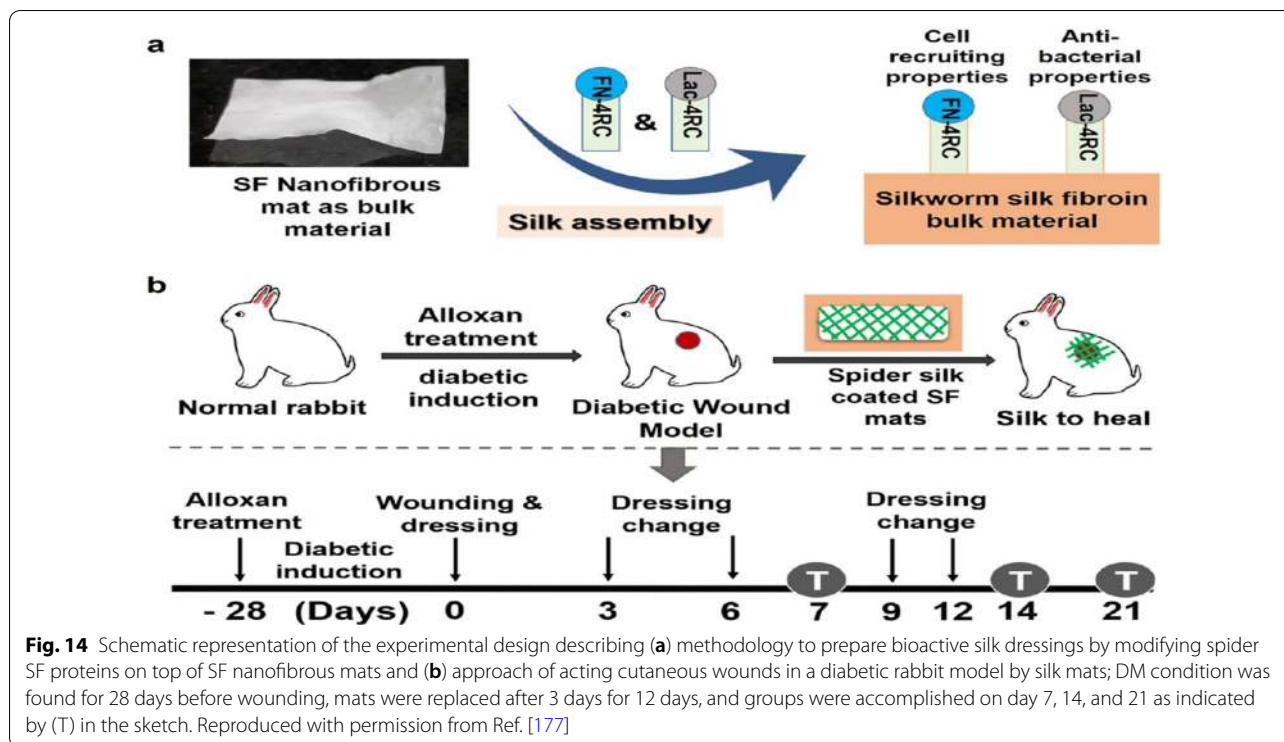 a
SF Nanofibrous
mat as bulk
material
FN-4RC
&
Lac-4RC
Silk assembly
Cell
recruiting
properties
Anti-
bacterial
properties
FN-4RC
Lac-4RC
Silkworm silk fibroin
bulk material
b
Normal rabbit
Alloxan
treatment
diabetic
induction
Diabetic Wound
Model
Spider silk
coated SF
mats
Silk to heal
Alloxan
treatment
Diabetic
induction
Wounding &
dressing
Dressing
change
Dressing
change
T
T
T
- 28 (Days) 0 3 6 7 9 12 14 21
Fig. 14 Schematic representation of the experimental design describing (a) methodology to prepare bioactive silk dressings by modifying spider
SF proteins on top of SF nanofibrous mats and (b) approach of acting cutaneous wounds in a diabetic rabbit model by silk mats; DM condition was
found for 28 days before wounding, mats were replaced after 3 days for 12 days, and groups were accomplished on day 7, 14, and 21 as indicated
by (T) in the sketch. Reproduced with permission from Ref. [177]